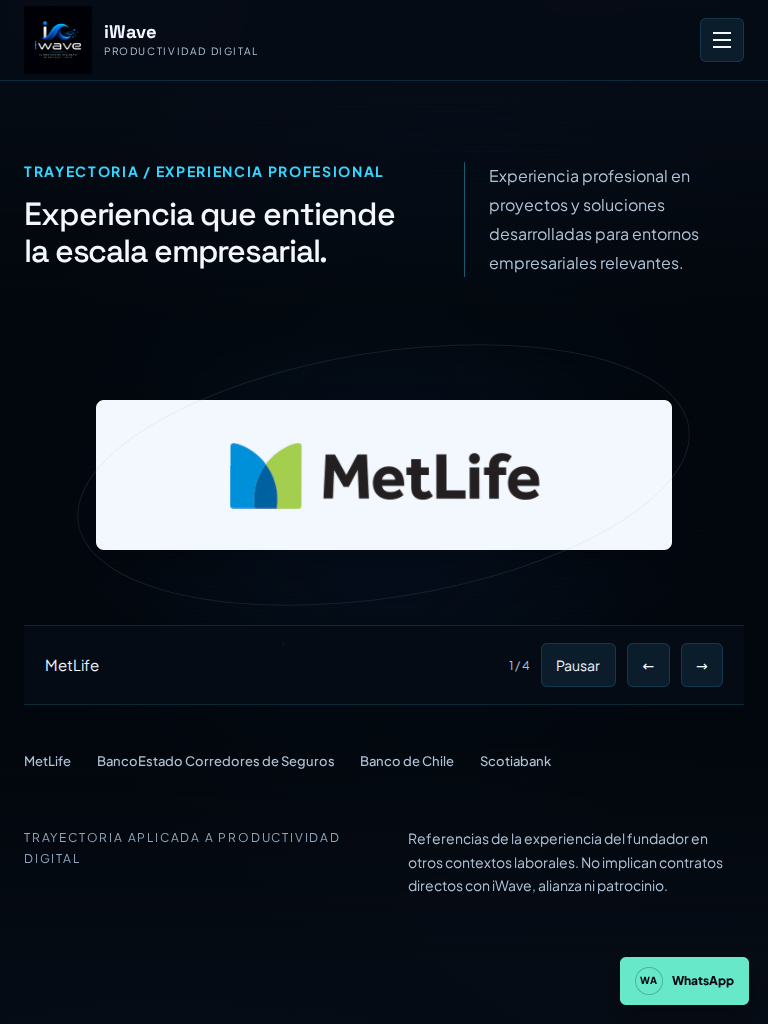 iwave
iWave
PRODUCTIVIDAD DIGITAL
TRAYECTORIA / EXPERIENCIA PROFESIONAL
Experiencia que entiende
la escala empresarial.
Experiencia profesional en
proyectos y soluciones
desarrolladas para entornos
empresariales relevantes.
MetLife
MetLife
1 / 4
Pausar
←
→
MetLife BancoEstado Corredores de Seguros Banco de Chile Scotiabank
TRAYECTORIA APLICADA A PRODUCTIVIDAD
DIGITAL
Referencias de la experiencia del fundador en
otros contextos laborales. No implican contratos
directos con iWave, alianza ni patrocinio.
WA WhatsApp